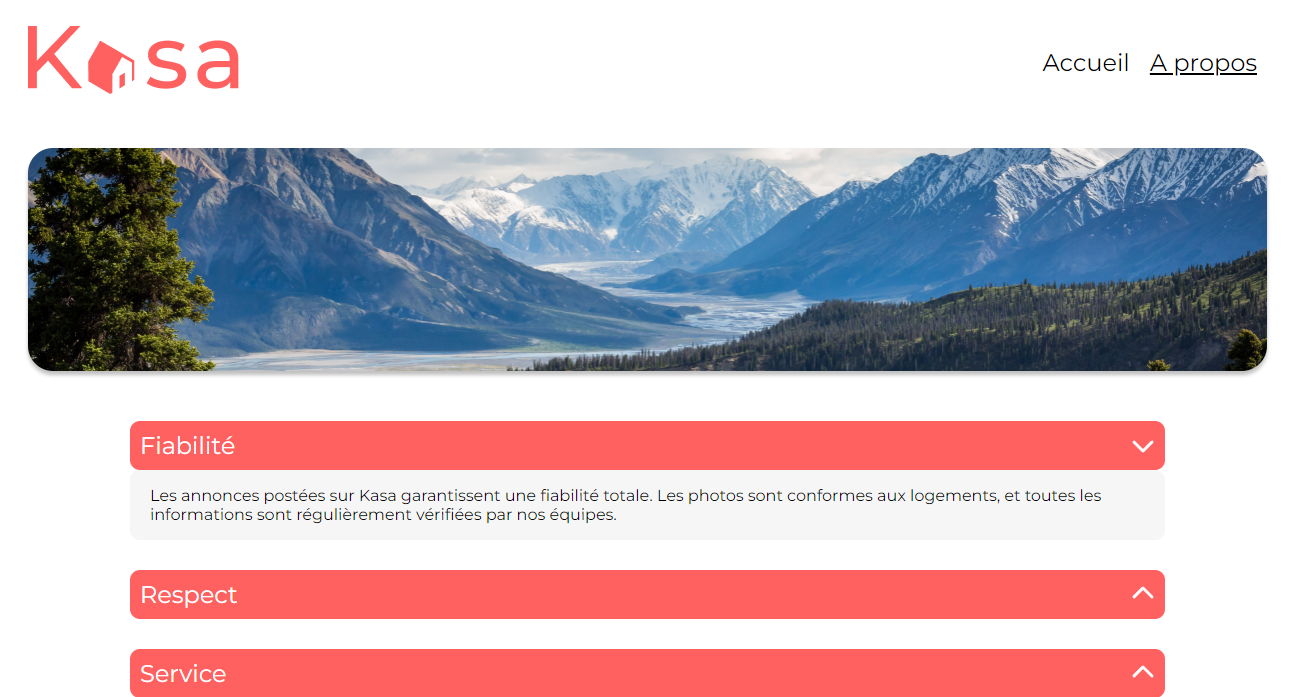 Kasa
Accueil A propos
Fiabilité
Les annonces postées sur Kasa garantissent une fiabilité totale. Les photos sont conformes aux logements, et toutes les
informations sont régulièrement vérifiées par nos équipes.
Respect
Service